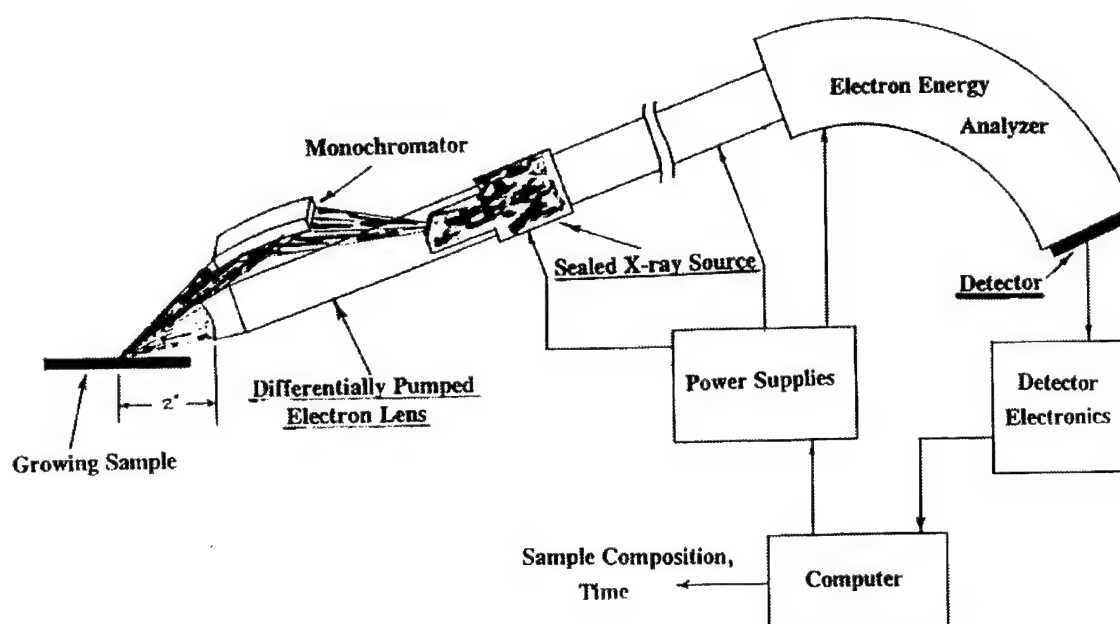 Electron Energy
Analyzer
Monochromator
Sealed X-ray Source
Detector
Differentially Pumped
Electron Lens
2"
Growing Sample
Power Supplies
Detector
Electronics
Sample Composition,
Time
Computer